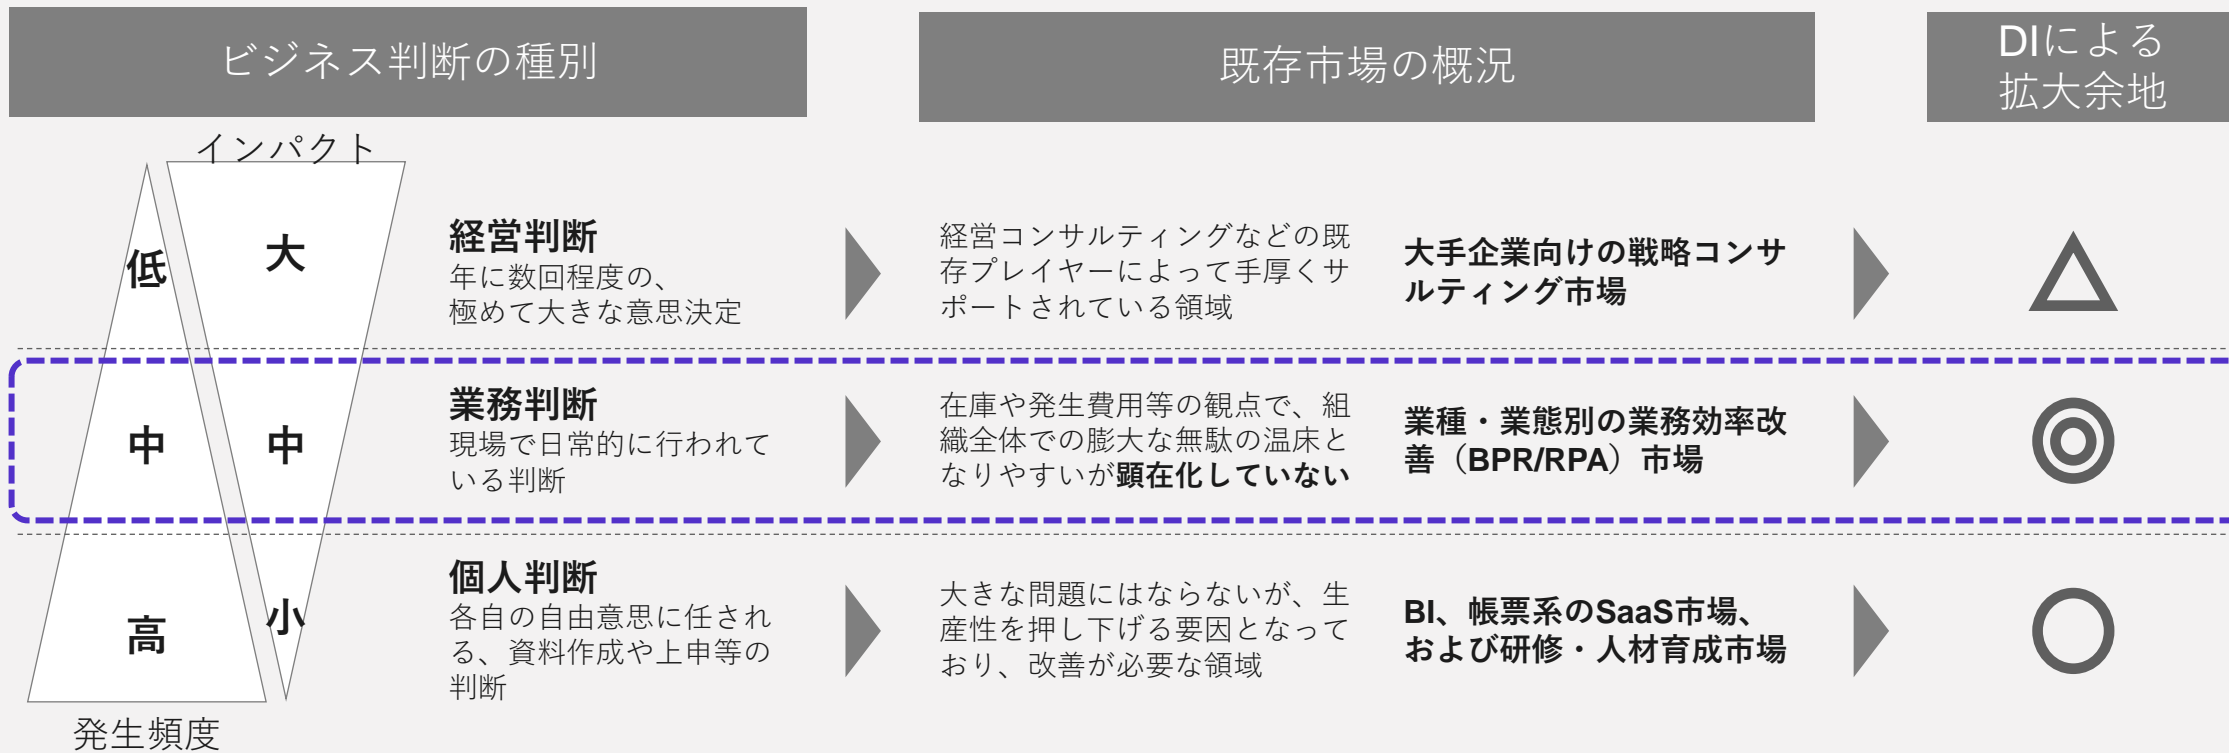 ビジネス判断の種別
既存市場の概況
DIによる
拡大余地
インパクト
低
大
経営判断
年に数回程度の、
極めて大きな意思決定
経営コンサルティングなどの既
存プレイヤーによって手厚くサ
ポートされている領域
大手企業向けの戦略コンサ
ルティング市場
中
中
業務判断
現場で日常的に行われて
いる判断
在庫や発生費用等の観点で、組
織全体での膨大な無駄の温床と
なりやすいが顕在化していない
業種・業態別の業務効率改
善（BPR/RPA）市場
高
小
個人判断
各自の自由意思に任され
る、資料作成や上申等の
判断
大きな問題にはならないが、生
産性を押し下げる要因となって
おり、改善が必要な領域
BI、帳票系のSaaS市場、
および研修・人材育成市場
発生頻度